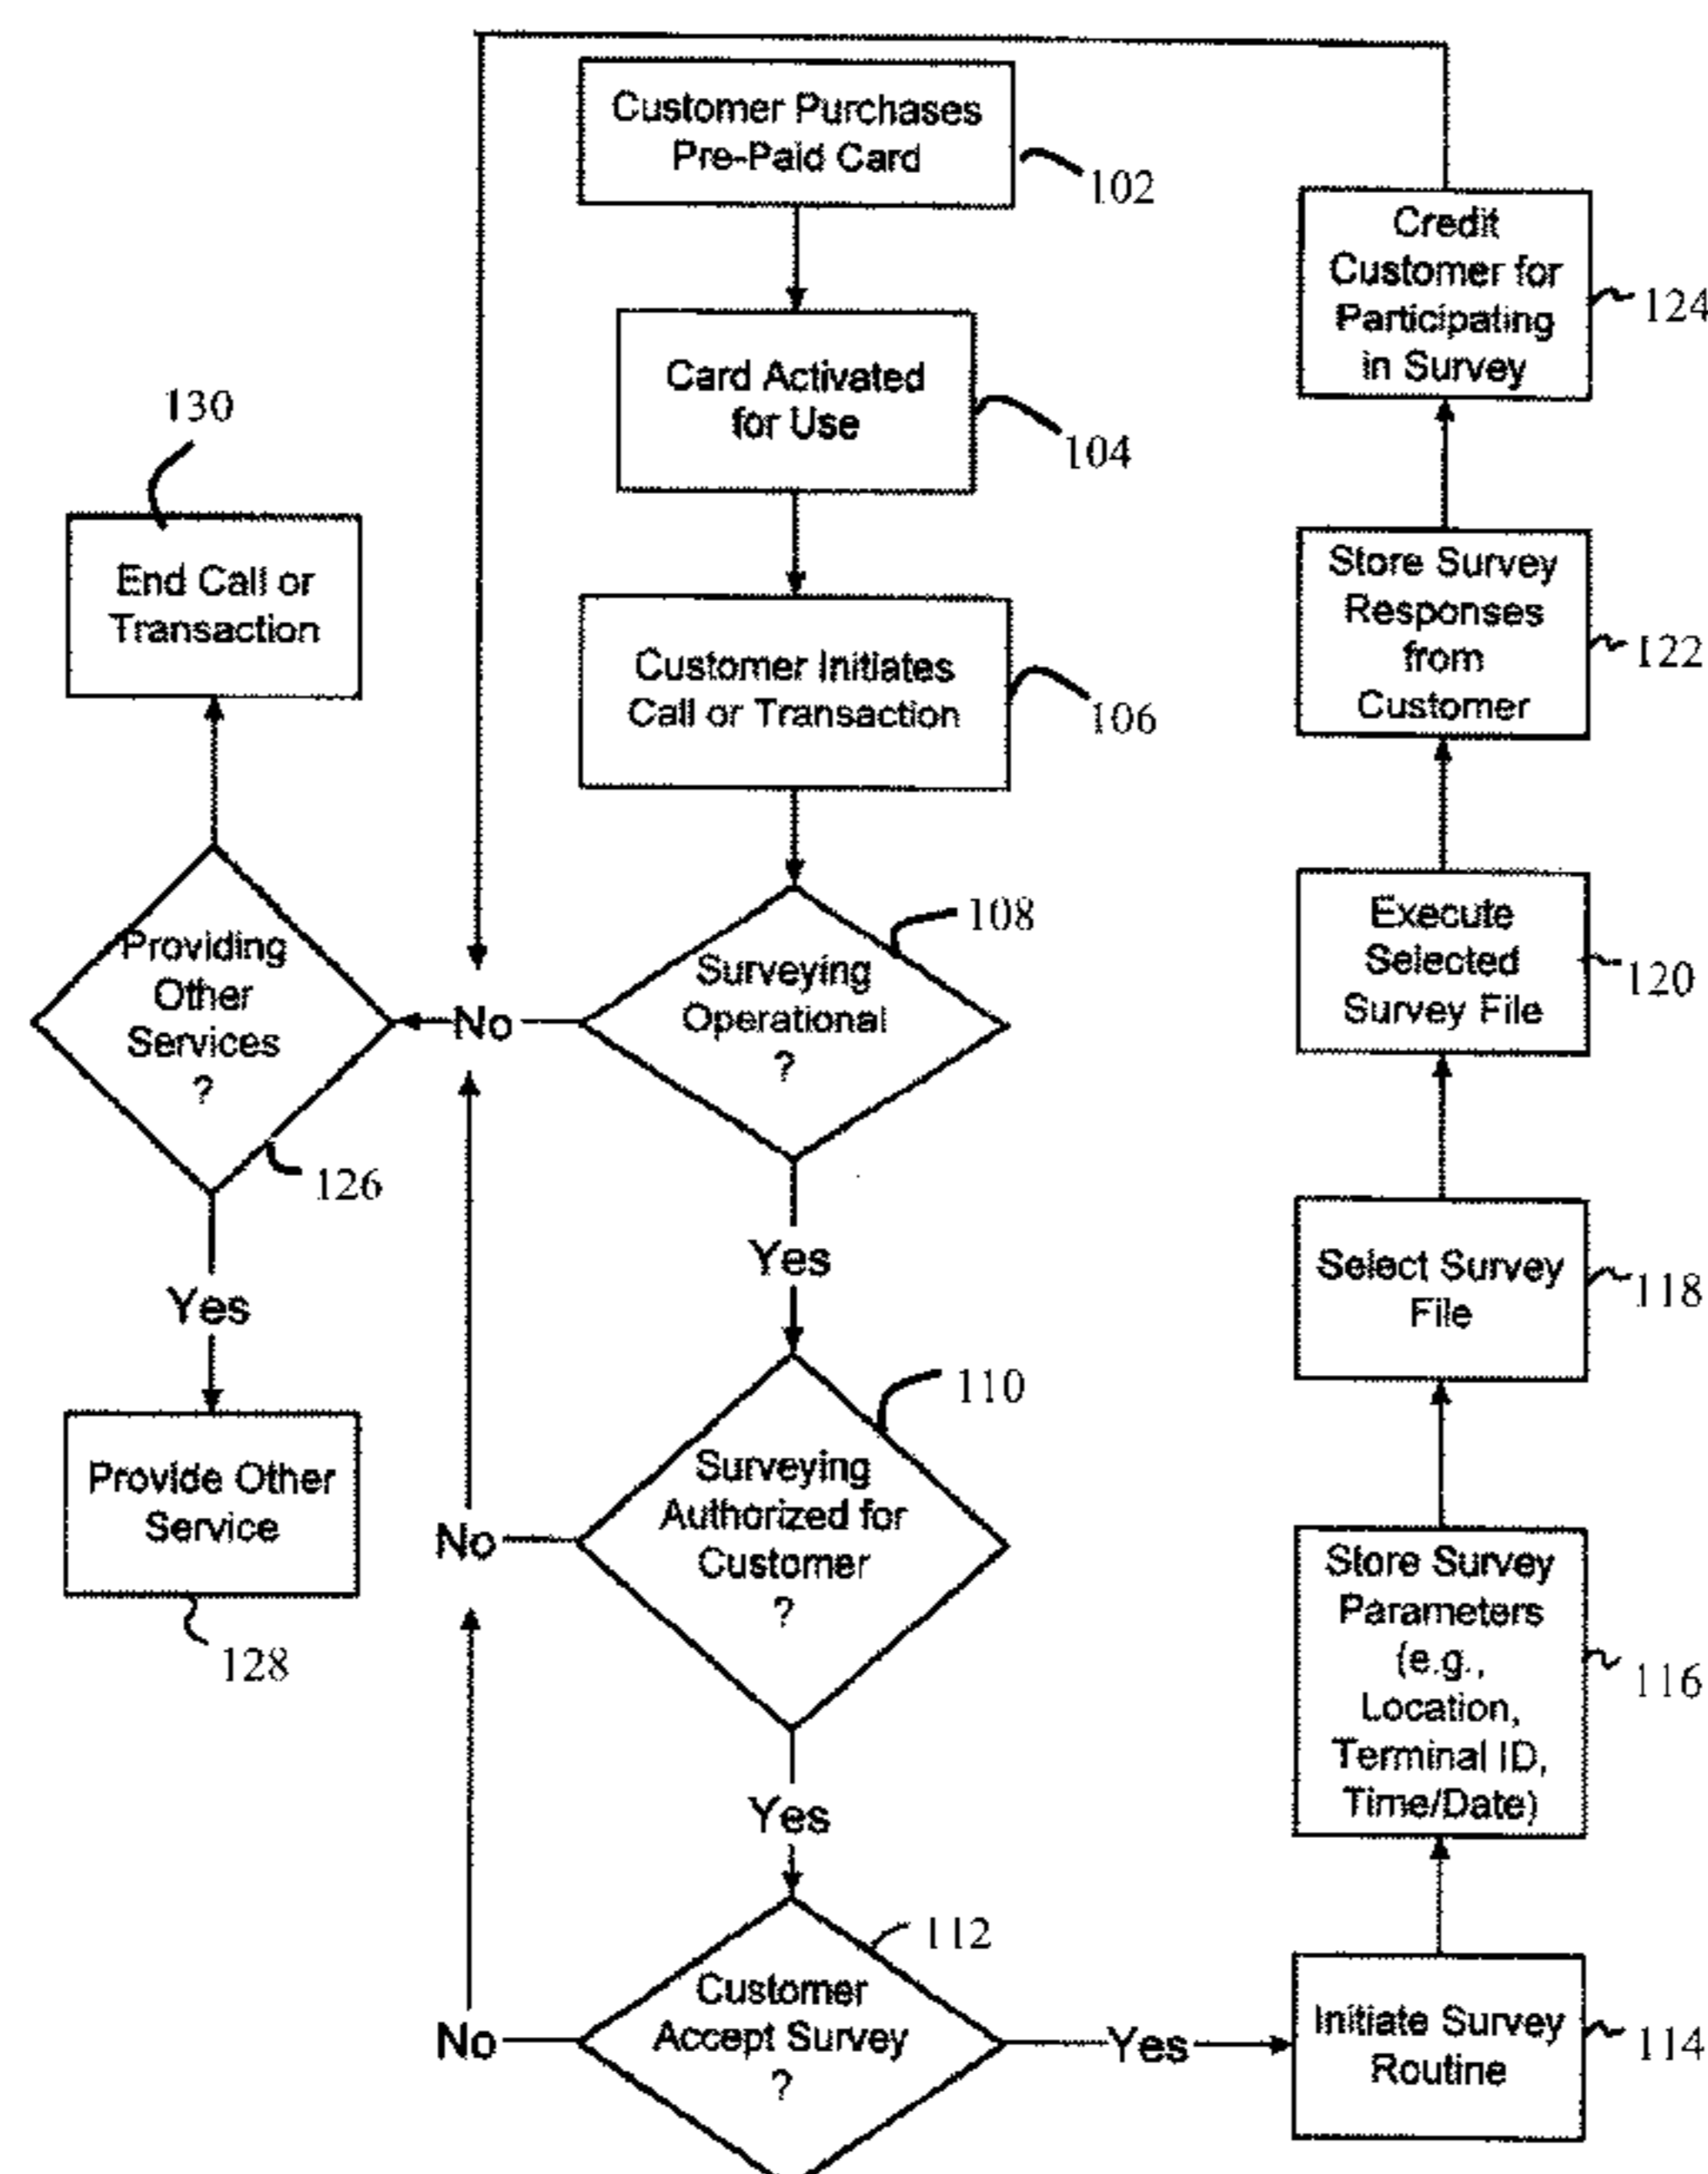 Customer Purchases
Pre-Paid Card
102
Card Activated
for Use
104
Customer Initiates
Call or Transaction
106
Surveying
Operational
?
108
No
Yes
Surveying
Authorized for
Customer
?
110
No
Yes
Customer
Accept Survey
?
112
No
Yes
Initiate Survey
Routine
114
Store Survey
Parameters
(e.g.,
Location,
Terminal ID,
Time/Date)
116
Select Survey
File
118
Execute
Selected
Survey File
120
Store Survey
Responses
from
Customer
122
Credit
Customer for
Participating
in Survey
124
Providing
Other
Services
?
126
Yes
Provide Other
Service
128
End Call or
Transaction
130